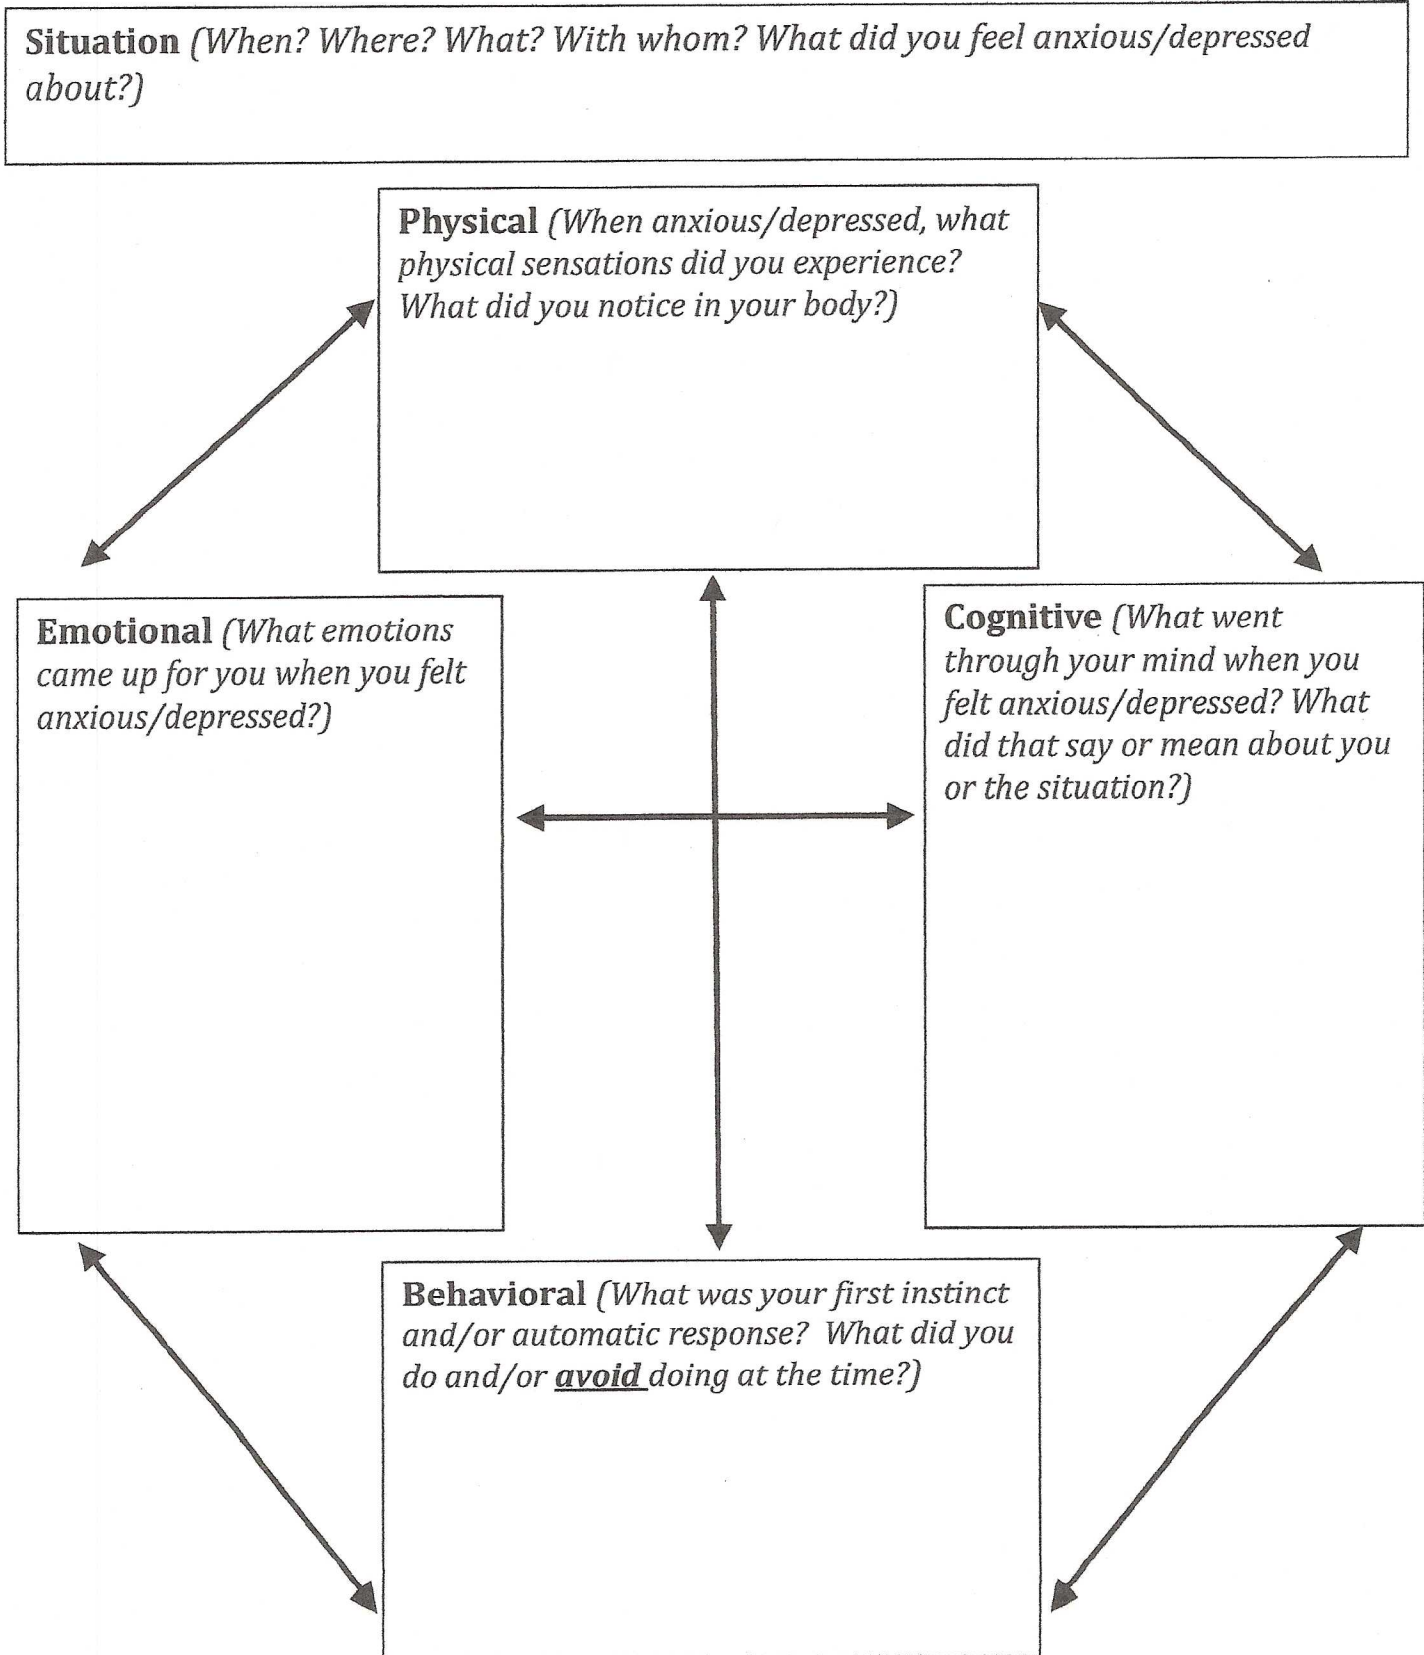 Situation (When? Where? What? With whom? What did you feel anxious/depressed
about?)
Physical (When anxious/depressed, what
physical sensations did you experience?
What did you notice in your body?)
Emotional (What emotions
came up for you when you felt
anxious/depressed?)
Cognitive (What went
through your mind when you
felt anxious/depressed? What
did that say or mean about you
or the situation?)
Behavioral (What was your first instinct
and/or automatic response?  What did you
do and/or avoid doing at the time?)